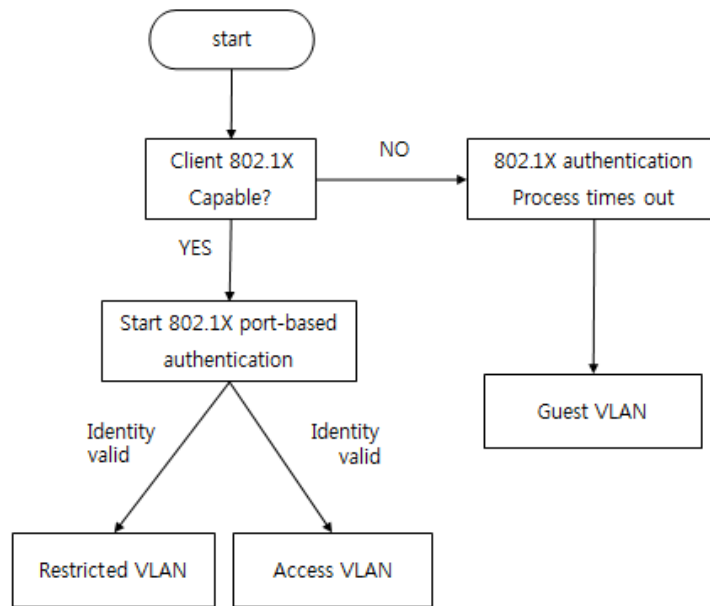 start
Client 802.1X
Capable?
NO
802.1X authentication
Process times out
YES
Start 802.1X port-based
authentication
Identity
valid
Identity
valid
Guest VLAN
Restricted VLAN
Access VLAN